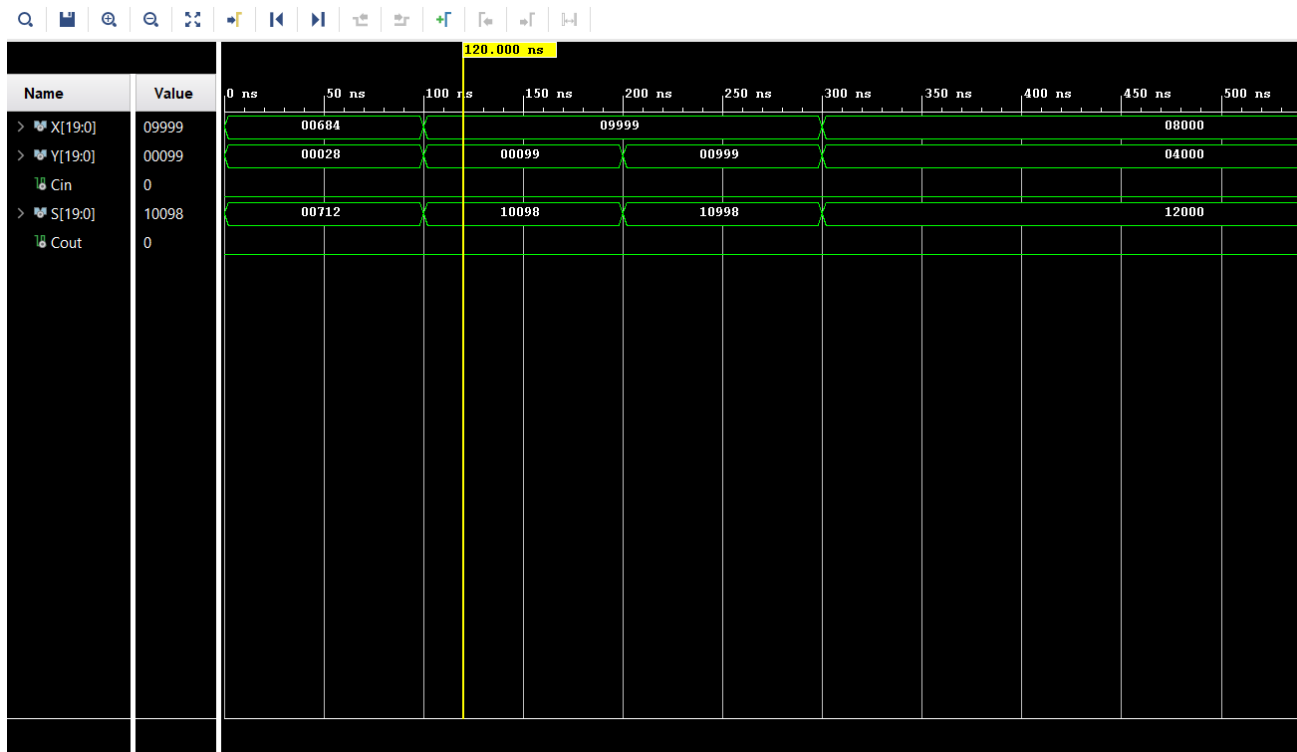 120.000 ns
Name Value 0 ns 50 ns 100 ns 150 ns 200 ns 250 ns 300 ns 350 ns 400 ns 450 ns 500 ns
X[19:0] 09999 00684 09999 08000
Y[19:0] 00099 00028 00099 00999 04000
Cin 0
S[19:0] 10098 00712 10098 10998 12000
Cout 0